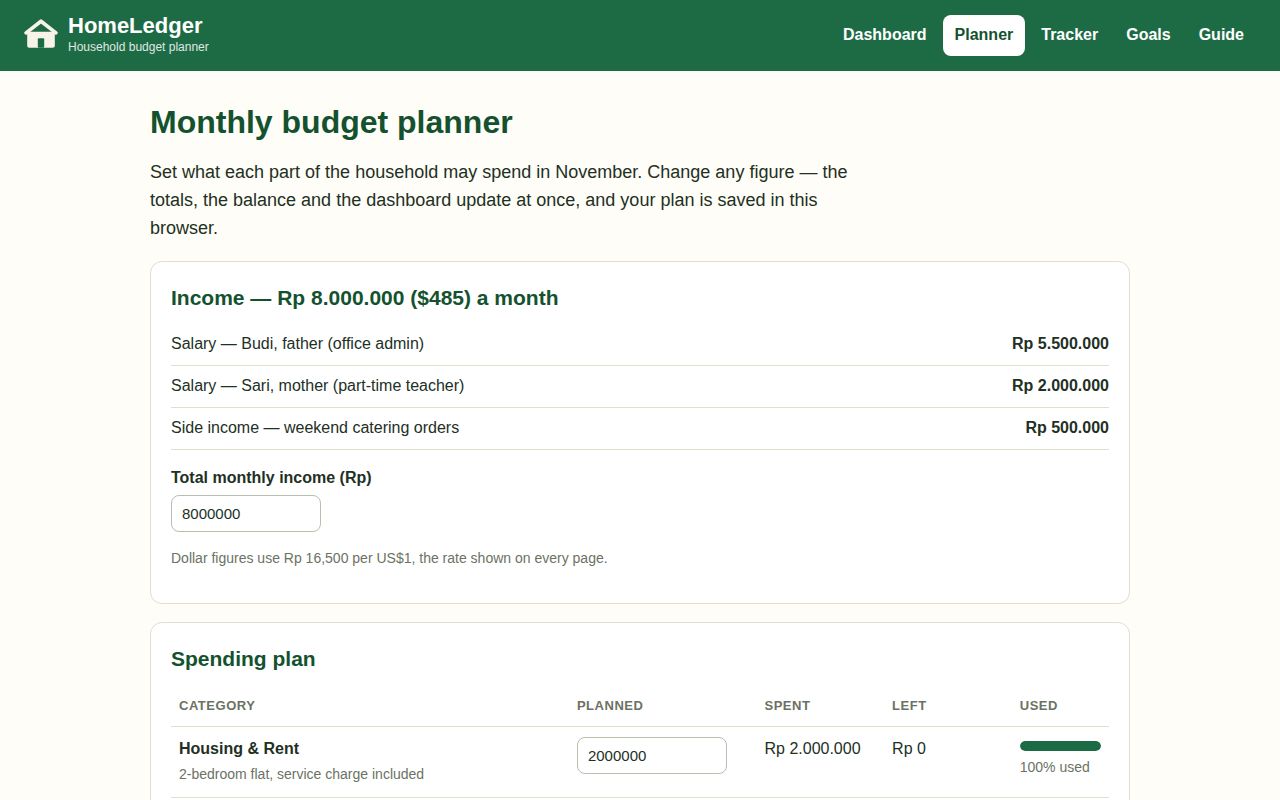 HomeLedger
Household budget planner
Dashboard
Planner
Tracker
Goals
Guide
Monthly budget planner
Set what each part of the household may spend in November. Change any figure — the
totals, the balance and the dashboard update at once, and your plan is saved in this
browser.
Income — Rp 8.000.000 ($485) a month
Salary — Budi, father (office admin) Rp 5.500.000
Salary — Sari, mother (part-time teacher) Rp 2.000.000
Side income — weekend catering orders Rp 500.000
Total monthly income (Rp)
8000000
Dollar figures use Rp 16,500 per US$1, the rate shown on every page.
Spending plan
CATEGORY PLANNED SPENT LEFT USED
Housing & Rent 2000000 Rp 2.000.000 Rp 0
2-bedroom flat, service charge included 100% used